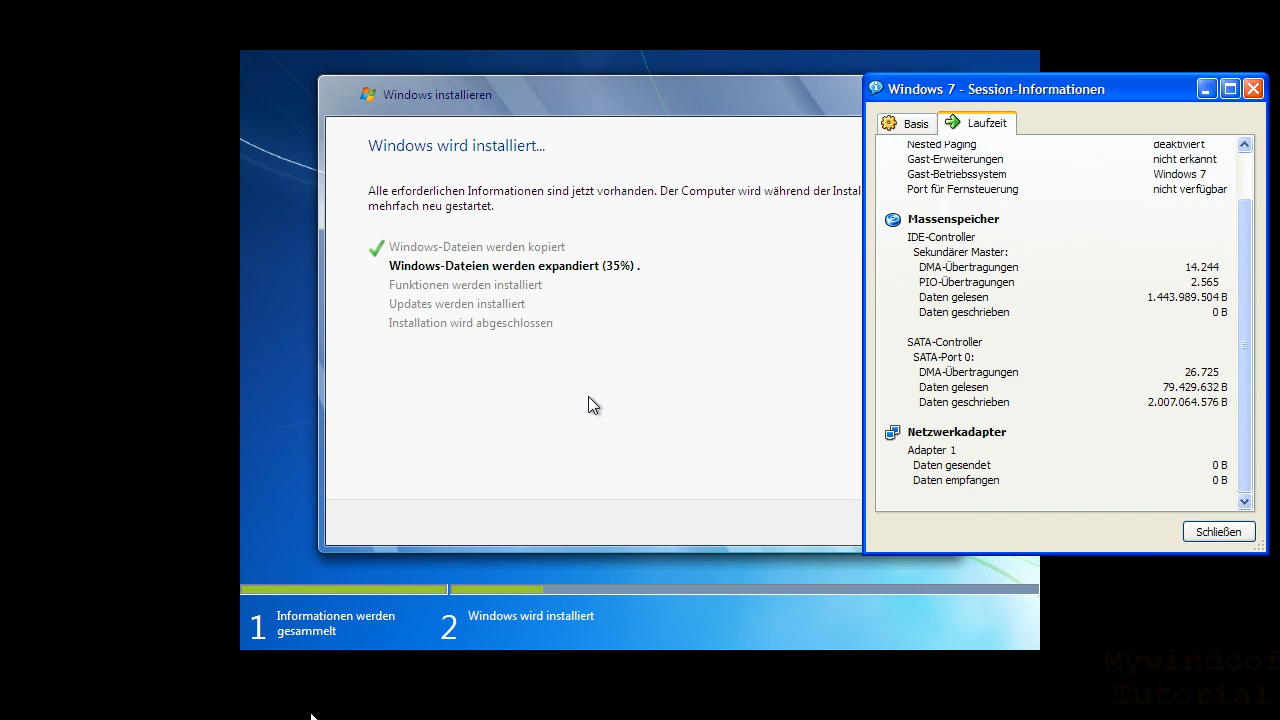 Windows installieren
Windows wird installiert...
Alle erforderlichen Informationen sind jetzt vorhanden. Der Computer wird während der Instal
mehrfach neu gestartet.
Windows-Dateien werden kopiert
Windows-Dateien werden expandiert (35%) .
Funktionen werden installiert
Updates werden installiert
Installation wird abgeschlossen
1 Informationen werden gesammelt
2 Windows wird installiert
Windows 7 - Session-Informationen
Basis Laufzeit
Nested Paging deaktiviert
Gast-Erweiterungen nicht erkannt
Gast-Betriebssystem Windows 7
Port für Fernsteuerung nicht verfügbar
Massenspeicher
IDE-Controller
Sekundärer Master:
DMA-Übertragungen 14.244
PIO-Übertragungen 2.565
Daten gelesen 1.443.989.504 B
Daten geschrieben 0 B
SATA-Controller
SATA-Port 0:
DMA-Übertragungen 26.725
Daten gelesen 79.429.632 B
Daten geschrieben 2.007.064.576 B
Netzwerkadapter
Adapter 1
Daten gesendet 0 B
Daten empfangen 0 B
Schließen
Mywindoof
Tutorial